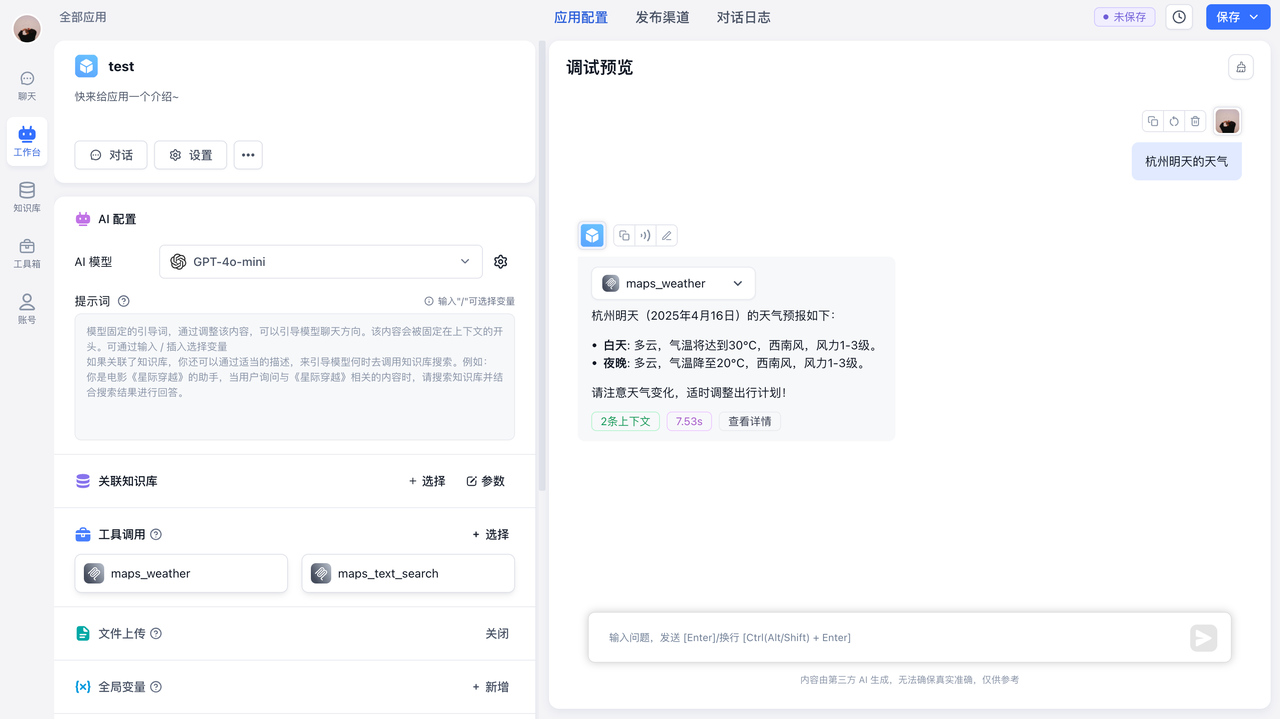 全部应用
应用配置
发布渠道
对话日志
未保存
保存
聊天
工作台
知识库
工具箱
账号
test
快来给应用一个介绍~
对话
设置
AI 配置
AI 模型
GPT-4o-mini
提示词
输入"/"可选择变量
模型固定的引导词，通过调整该内容，可以引导模型聊天方向。该内容会被固定在上下文的开
头。可通过输入 / 插入选择变量
如果关联了知识库，你还可以通过适当的描述，来引导模型何时去调用知识库搜索。例如：
你是电影《星际穿越》的助手，当用户询问与《星际穿越》相关的内容时，请搜索知识库并结
合搜索结果进行回答。
关联知识库
+ 选择
参数
工具调用
+ 选择
maps_weather
maps_text_search
文件上传
关闭
全局变量
+ 新增
调试预览
杭州明天的天气
maps_weather
杭州明天（2025年4月16日）的天气预报如下：
• 白天: 多云，气温将达到30°C，西南风，风力1-3级。
• 夜晚: 多云，气温降至20°C，西南风，风力1-3级。
请注意天气变化，适时调整出行计划！
2条上下文
7.53s
查看详情
输入问题，发送 [Enter]/换行 [Ctrl(Alt/Shift) + Enter]
内容由第三方 AI 生成，无法确保真实准确，仅供参考